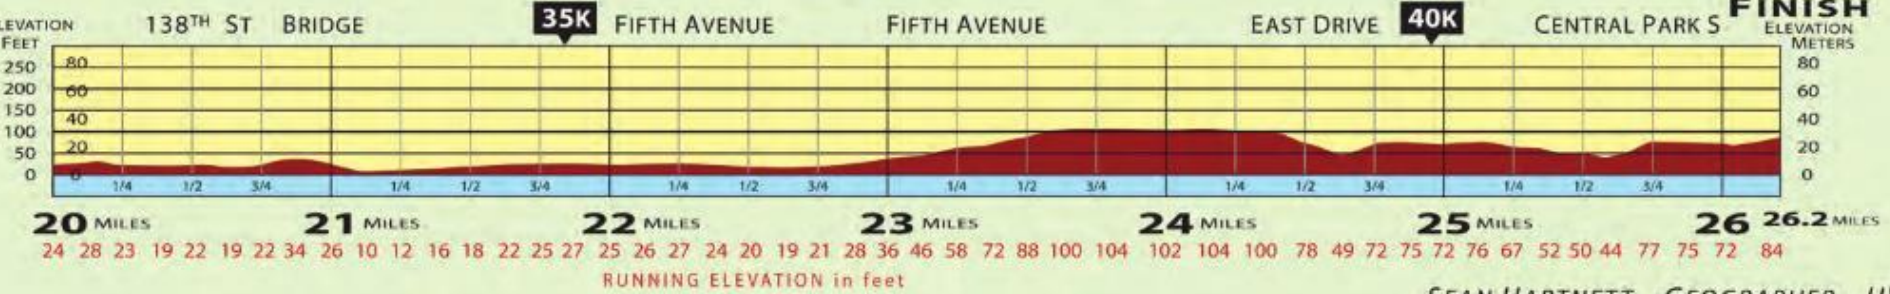 FINISH
138TH ST BRIDGE 35K FIFTH AVENUE FIFTH AVENUE EAST DRIVE 40K CENTRAL PARK S ELEVATION
FEET METERS
250 80 80
200 60 60
150 40 40
100
50 20 20
0 0 0
1/4 1/2 3/4 1/4 1/2 3/4 1/4 1/2 3/4 1/4 1/2 3/4 1/4 1/2 3/4 1/4 1/2 3/4
20 MILES 21 MILES 22 MILES 23 MILES 24 MILES 25 MILES 26 26.2 MILES
24 28 23 19 22 19 22 34 26 10 12 16 18 22 25 27 25 26 27 24 20 19 21 28 36 46 58 72 88 100 104 102 104 100 78 49 72 75 72 76 67 52 50 44 77 75 72 84
RUNNING ELEVATION in feet